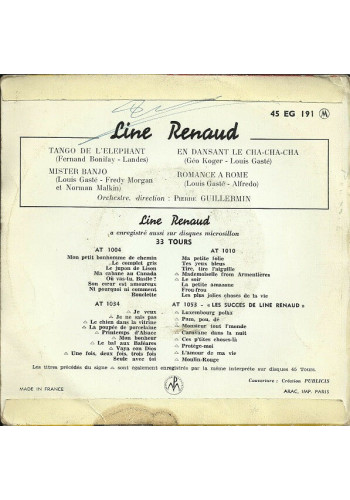 45 EG 191 M
Line Renaud
TANGO DE L'ELEPHANT
(Fernand Bonifay - Landes)
MISTER BANJO
(Louis Gasté - Fredy Morgan
et Norman Malkin)
EN DANSANT LE CHA-CHA-CHA
(Géo Koger - Louis Gasté)
ROMANCE A ROME
(Louis Gasté - Alfredo)
Orchestre, direction : PIERRE GUILLERMIN
Line Renaud
a enregistré aussi sur disques microsillon
33 TOURS
AT 1004
Mon petit bonhomme de chemin
Le complet gris
Le jupon de Lison
Ma cabane au Canada
Où vas-tu, Basile?
Son cœur est amoureux
Ni pourquoi ni comment
Bouclette
AT 1010
Ma petite folie
Tes yeux bleus
Tire, tire l'aiguille
△ Mademoiselle from Armentières
△ Le soir
La petite amazone
Frou-frou
Les plus jolies choses de la vie
AT 1034
△ Je veux
△ Je ne sais pas
△ Le chien dans la vitrine
△ La poupée de porcelaine
△ Printemps d'Alsace
△ Mon bonheur
△ Le bal aux Baléares
△ Vaya con Dios
△ Une fois, deux fois, trois fois
Seule avec toi
AT 1053 - « LES SUCCÈS DE LINE RENAUD »
△ Luxembourg polka
△ Pam, pou, dé
△ Monsieur tout l'monde
△ Caravane dans la nuit
△ Ces p'tites choses-là
△ Protège-moi
△ L'amour de ma vie
△ Moulin-Rouge
Les titres précédés du signe △ sont également enregistrés par la même interprète sur disques 45 Tours.
Couverture : Création PUBLICIS
MADE IN FRANCE
ARAC, IMP. PARIS